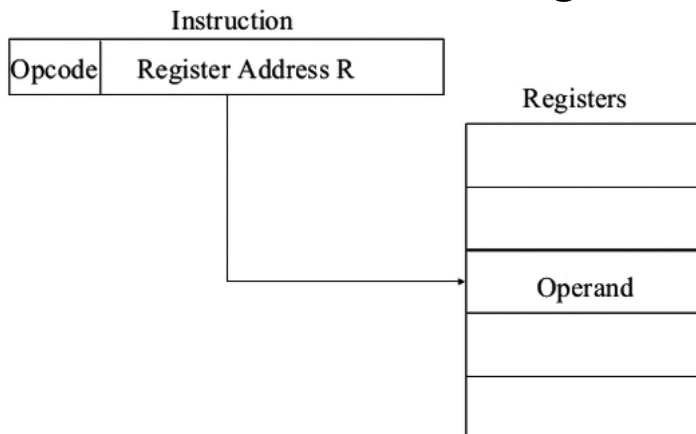 Instruction
Opcode Register Address R
Registers
Operand